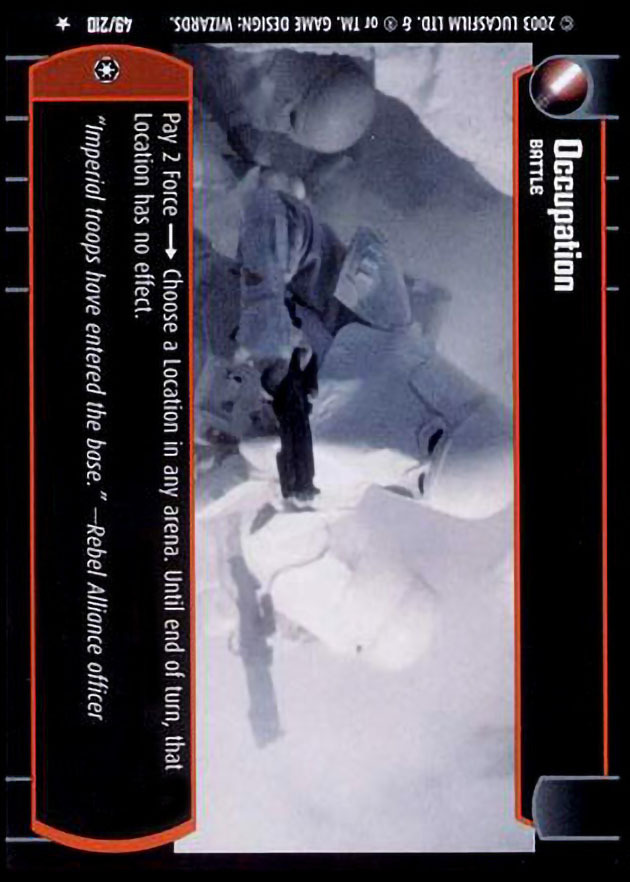 Occupation
BATTLE
Pay 2 Force → Choose a Location in any arena. Until end of turn, that
Location has no effect.
"Imperial troops have entered the base." —Rebel Alliance officer
© 2003 LUCASFILM LTD. & ® or TM. GAME DESIGN: WIZARDS.
49/210 ★